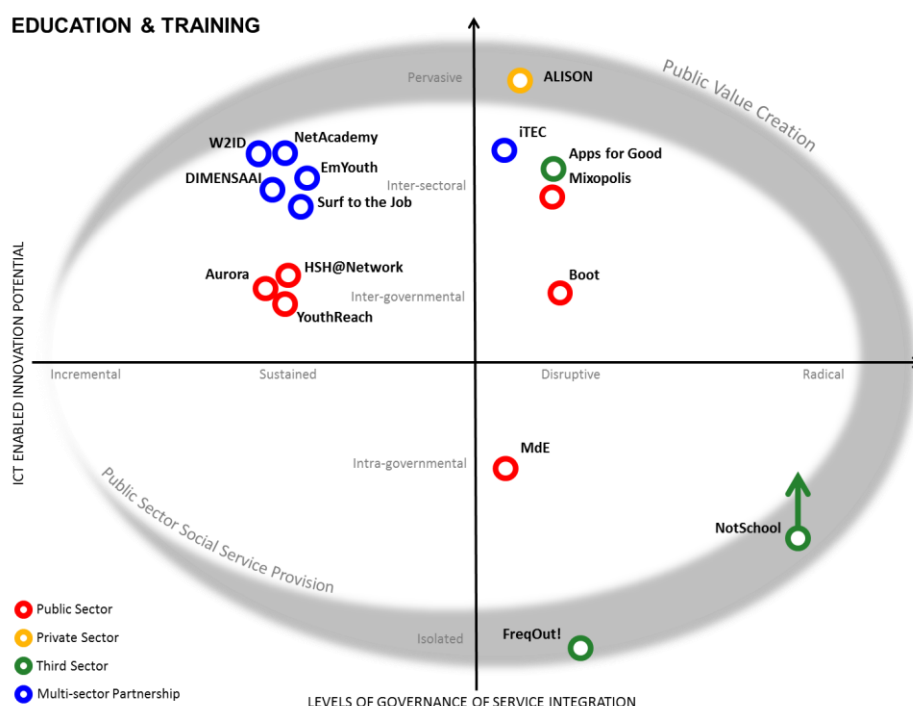 EDUCATION & TRAINING
Pervasive
ALISON
Public Value Creation
W2ID
NetAcademy
iTEC
Apps for Good
EmYouth
DIMENSAAI
Inter-sectoral
Mixopolis
Surf to the Job
HSH@Network
Aurora
Boot
Inter-governmental
YouthReach
ICT ENABLED INNOVATION POTENTIAL
Incremental
Sustained
Disruptive
Radical
MdE
Intra-governmental
Public Sector Social Service Provision
NotSchool
Public Sector
Private Sector
Third Sector
Multi-sector Partnership
Isolated
FreqOut!
LEVELS OF GOVERNANCE OF SERVICE INTEGRATION